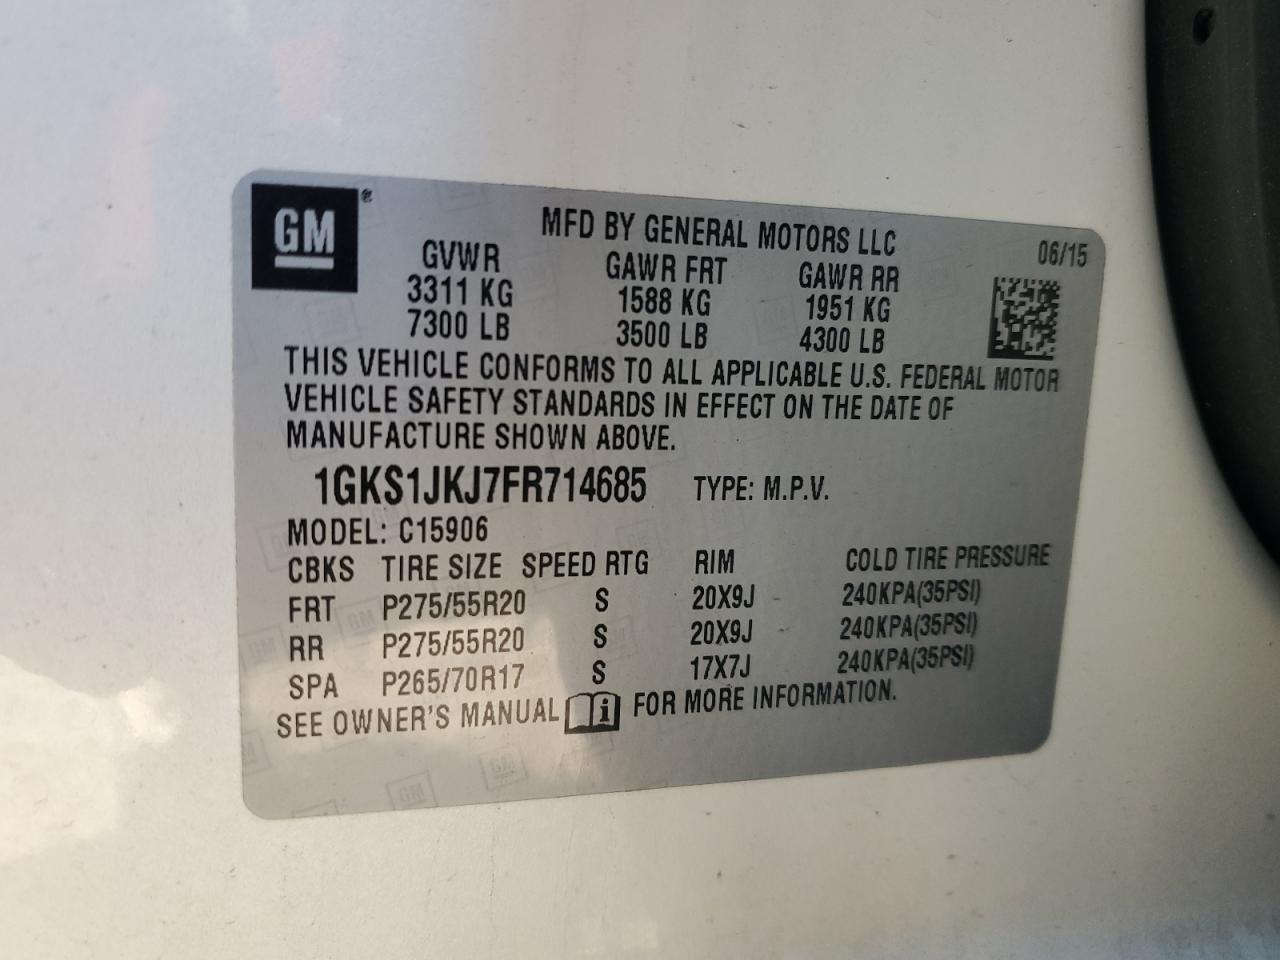 GM®
MFD BY GENERAL MOTORS LLC
06/15
GVWR GAWR FRT GAWR RR
3311 KG 1588 KG 1951 KG
7300 LB 3500 LB 4300 LB
THIS VEHICLE CONFORMS TO ALL APPLICABLE U.S. FEDERAL MOTOR
VEHICLE SAFETY STANDARDS IN EFFECT ON THE DATE OF
MANUFACTURE SHOWN ABOVE.
1GKS1JKJ7FR714685 TYPE: M.P.V.
MODEL: C15906
CBKS TIRE SIZE SPEED RTG RIM COLD TIRE PRESSURE
FRT P275/55R20 S 20X9J 240KPA(35PSI)
RR P275/55R20 S 20X9J 240KPA(35PSI)
SPA P265/70R17 S 17X7J 240KPA(35PSI)
SEE OWNER'S MANUAL i FOR MORE INFORMATION.